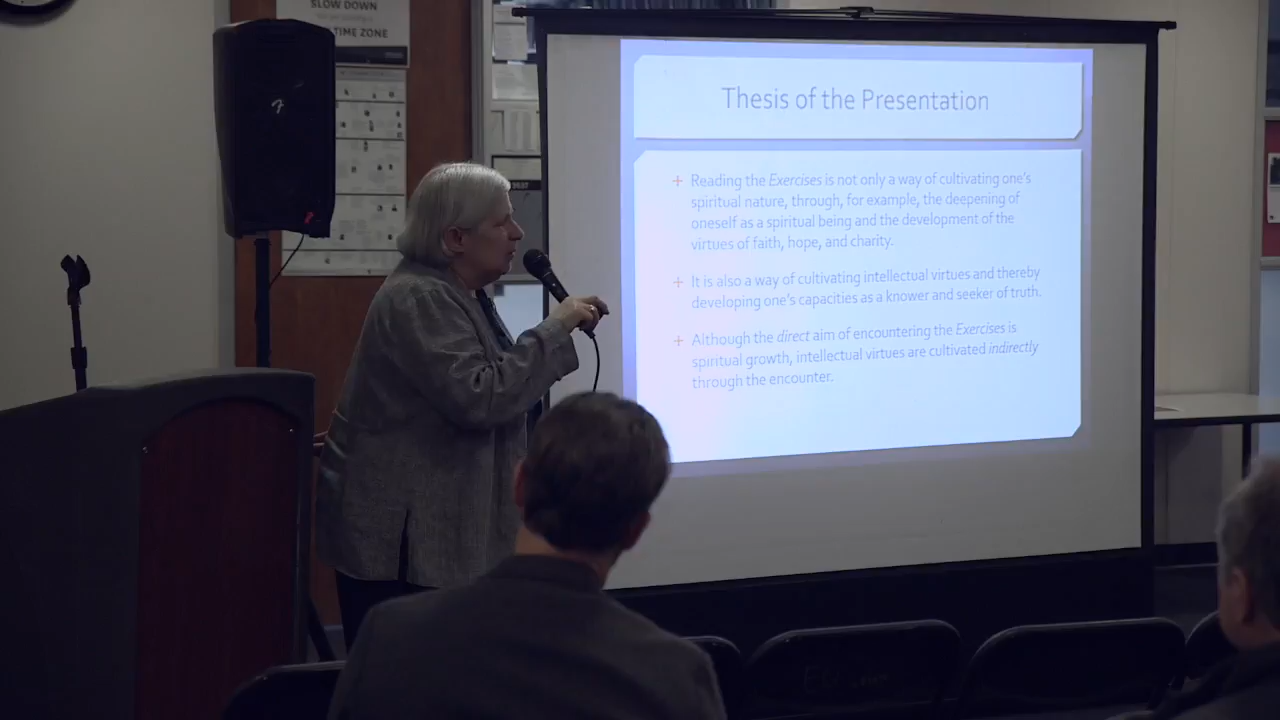 SLOW DOWN
TIME ZONE
Thesis of the Presentation
+ Reading the Exercises is not only a way of cultivating one's
spiritual nature, through, for example, the deepening of
oneself as a spiritual being and the development of the
virtues of faith, hope, and charity.
+ It is also a way of cultivating intellectual virtues and thereby
developing one's capacities as a knower and seeker of truth.
+ Although the direct aim of encountering the Exercises is
spiritual growth, intellectual virtues are cultivated indirectly
through the encounter.